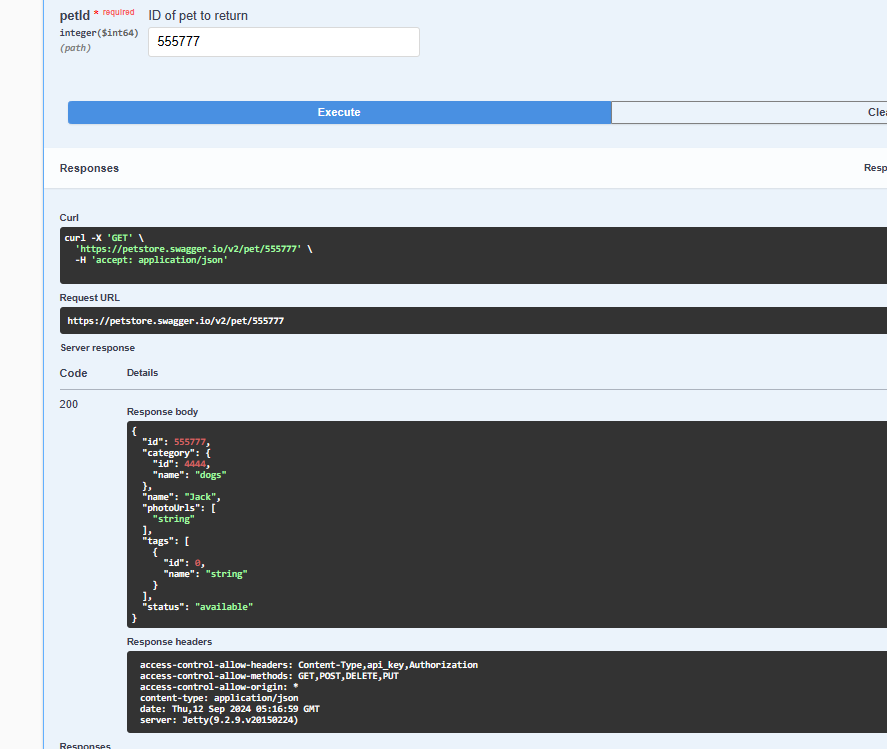 petId * required ID of pet to return
integer($int64)
(path)
555777
Execute Clea
Responses Resp
Curl
curl -X 'GET' \
'https://petstore.swagger.io/v2/pet/555777' \
-H 'accept: application/json'
Request URL
https://petstore.swagger.io/v2/pet/555777
Server response
Code Details
200
Response body
{
"id": 555777,
"category": {
"id": 4444,
"name": "dogs"
},
"name": "Jack",
"photoUrls": [
"string"
],
"tags": [
{
"id": 0,
"name": "string"
}
],
"status": "available"
}
Response headers
access-control-allow-headers: Content-Type,api_key,Authorization
access-control-allow-methods: GET,POST,DELETE,PUT
access-control-allow-origin: *
content-type: application/json
date: Thu,12 Sep 2024 05:16:59 GMT
server: Jetty(9.2.9.v20150224)
Responses